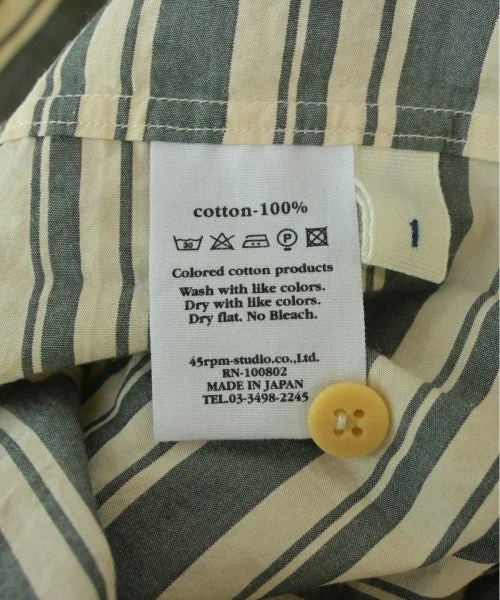 cotton-100%
30 P
Colored cotton products
Wash with like colors.
Dry with like colors.
Dry flat. No Bleach.
45rpm-studio.co.,Ltd.
RN-100802
MADE IN JAPAN
TEL.03-3498-2245
1